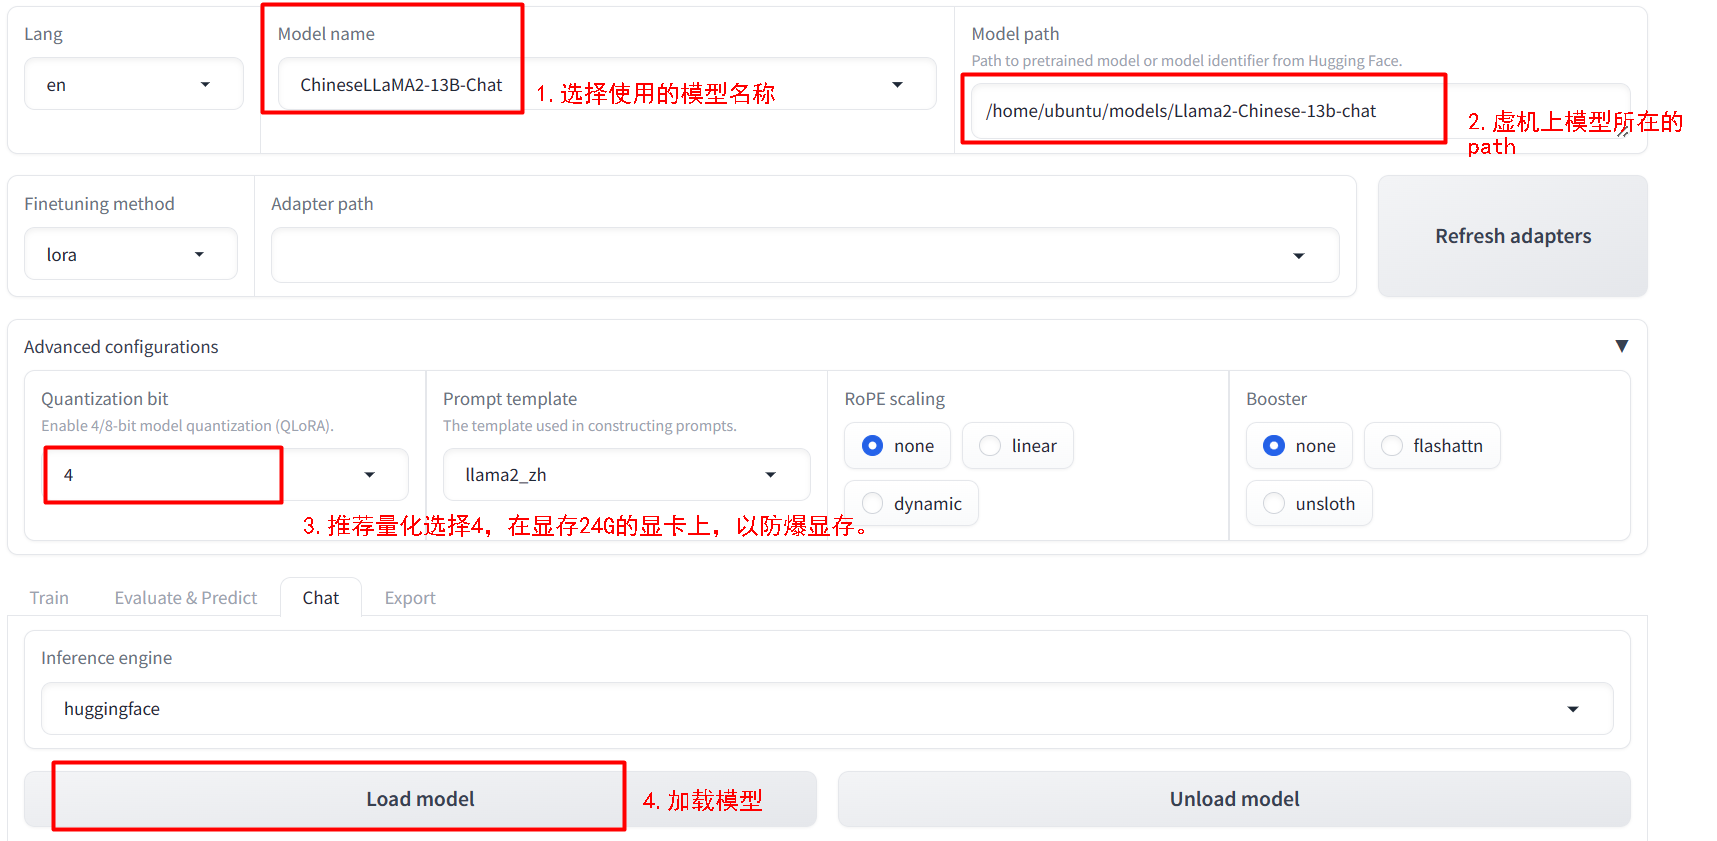 Lang
en
Model name
ChineseLLaMA2-13B-Chat
1. 选择使用的模型名称
Model path
Path to pretrained model or model identifier from Hugging Face.
/home/ubuntu/models/Llama2-Chinese-13b-chat
2. 虚机上模型所在的
path
Finetuning method
lora
Adapter path
Refresh adapters
Advanced configurations
Quantization bit
Enable 4/8-bit model quantization (QLoRA).
4
Prompt template
The template used in constructing prompts.
llama2_zh
RoPE scaling
none
linear
dynamic
Booster
none
flashattn
unsloth
3. 推荐量化选择4，在显存24G的显卡上，以防爆显存。
Train
Evaluate & Predict
Chat
Export
Inference engine
huggingface
Load model
4. 加载模型
Unload model